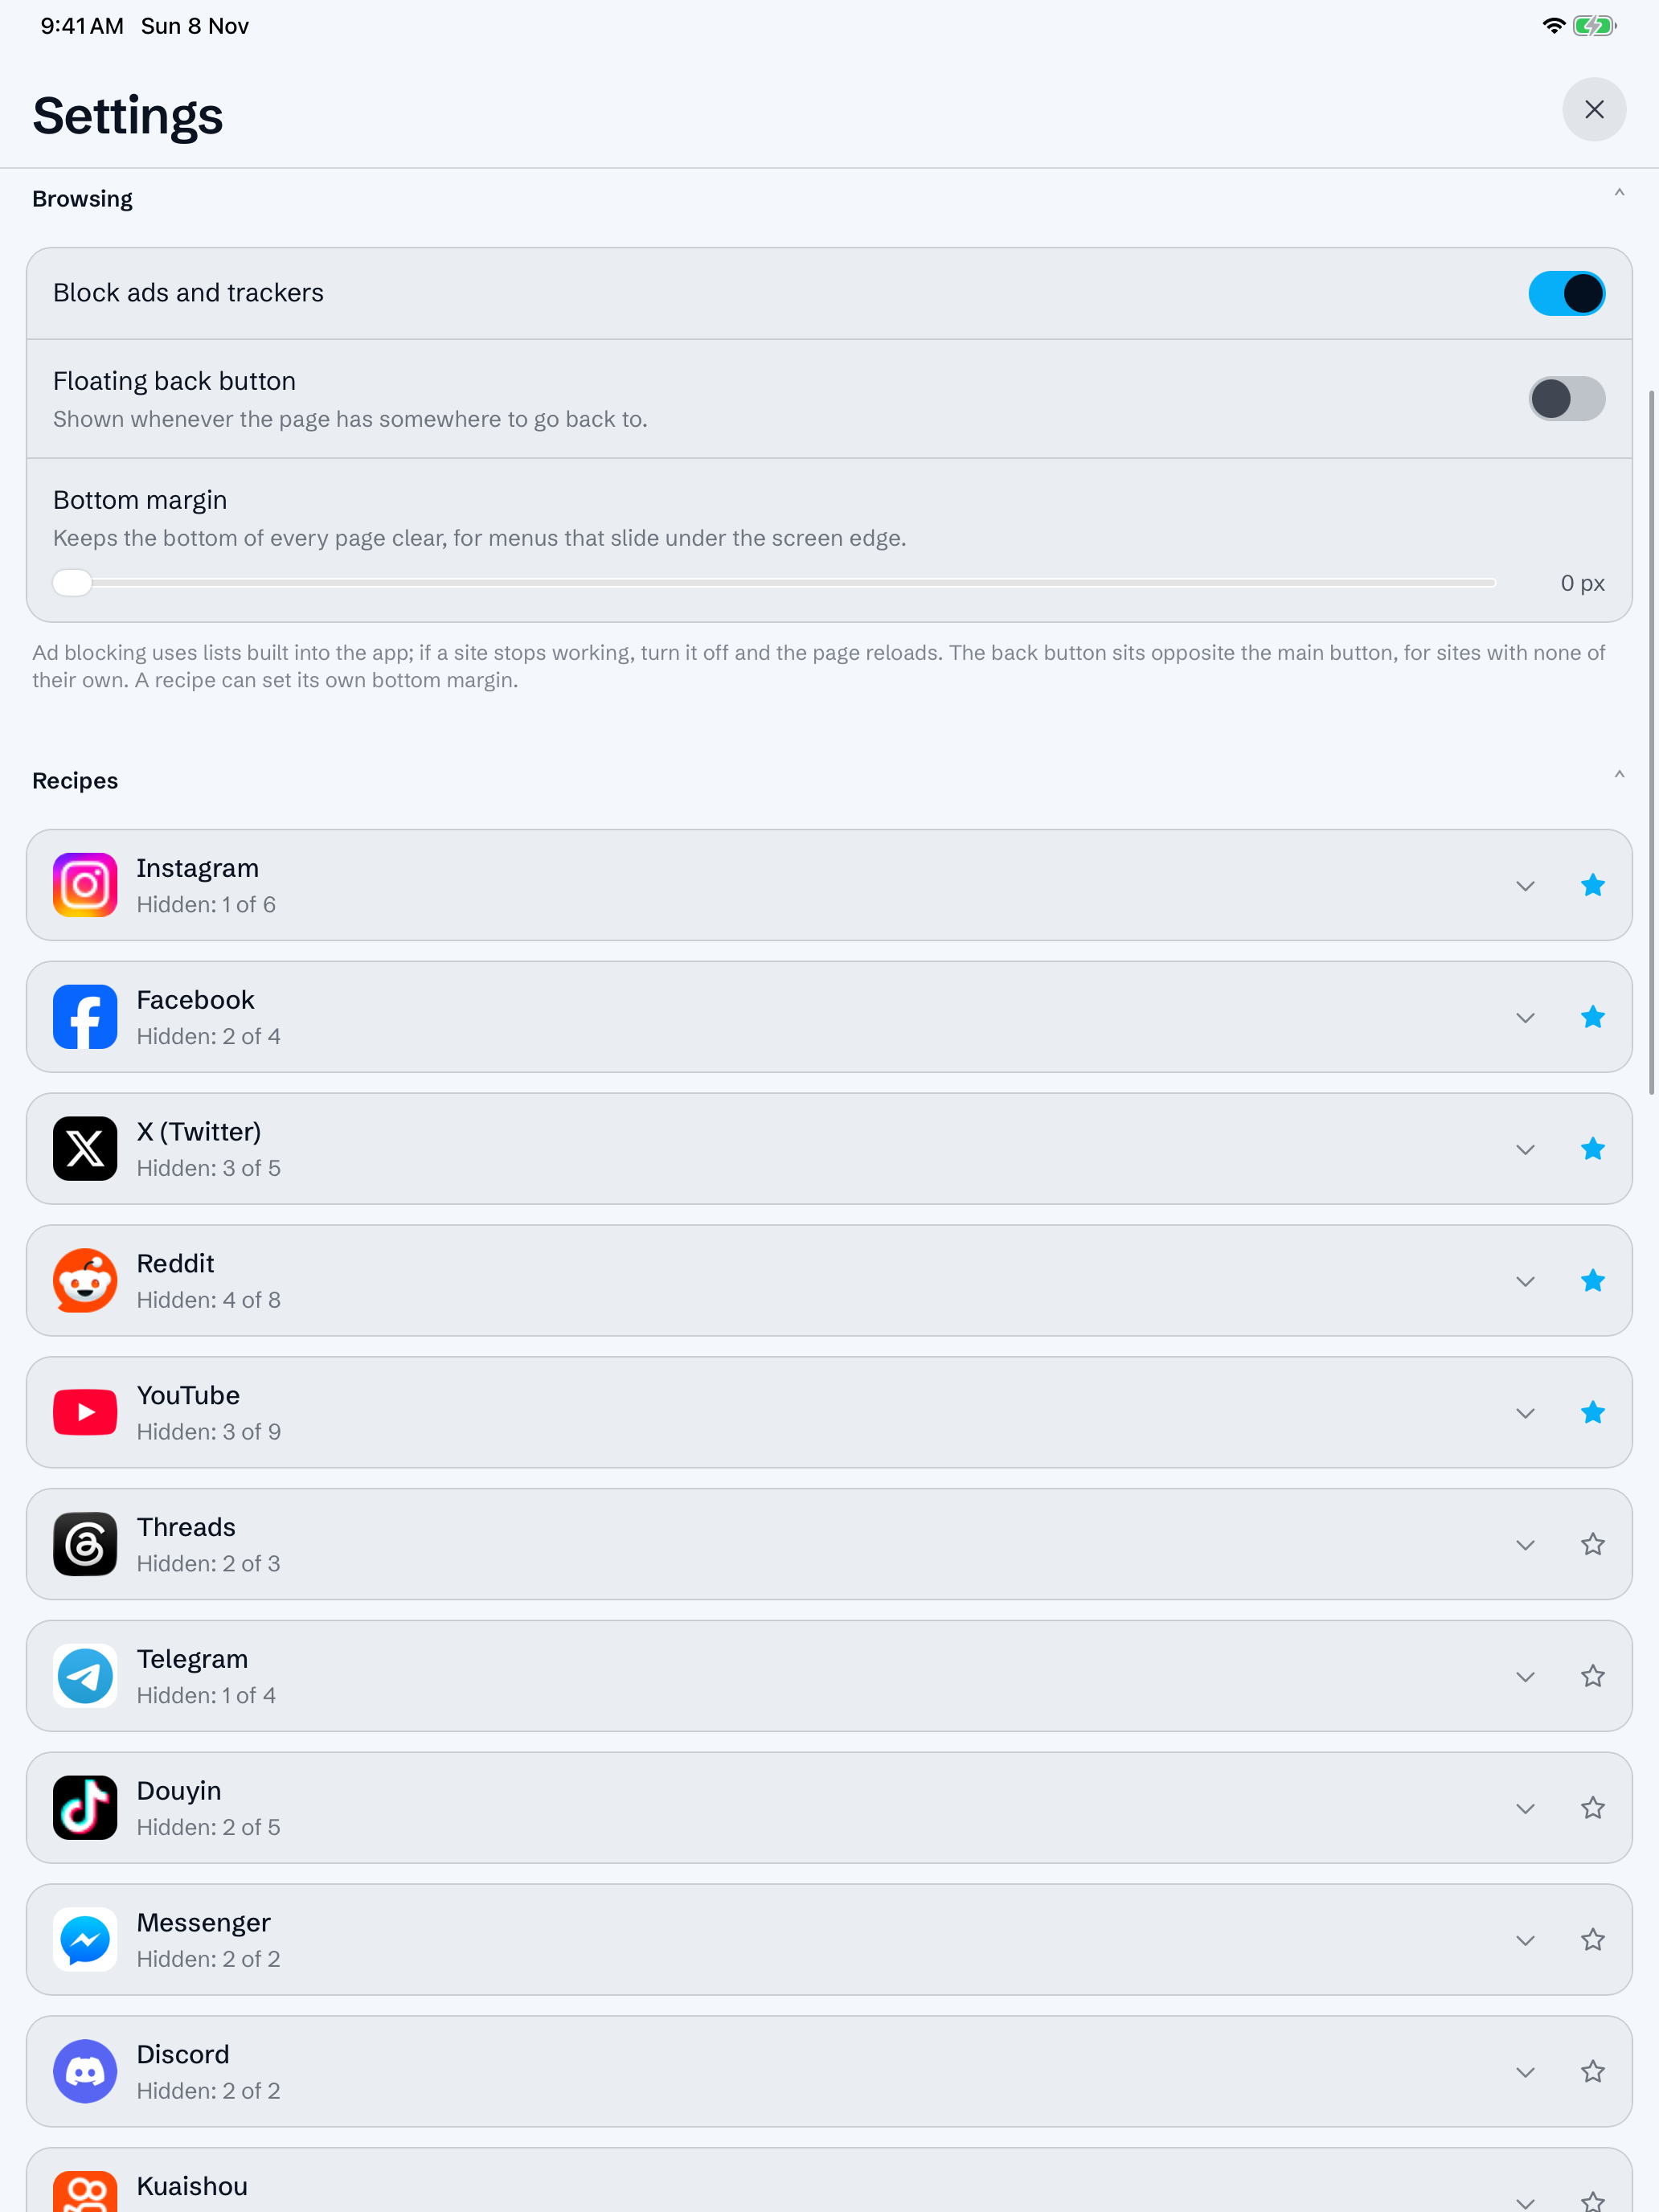 9:41 AM Sun 8 Nov
Settings
Browsing
Block ads and trackers
Floating back button
Shown whenever the page has somewhere to go back to.
Bottom margin
Keeps the bottom of every page clear, for menus that slide under the screen edge.
0 px
Ad blocking uses lists built into the app; if a site stops working, turn it off and the page reloads. The back button sits opposite the main button, for sites with none of
their own. A recipe can set its own bottom margin.
Recipes
Instagram
Hidden: 1 of 6
Facebook
Hidden: 2 of 4
X (Twitter)
Hidden: 3 of 5
Reddit
Hidden: 4 of 8
YouTube
Hidden: 3 of 9
Threads
Hidden: 2 of 3
Telegram
Hidden: 1 of 4
Douyin
Hidden: 2 of 5
Messenger
Hidden: 2 of 2
Discord
Hidden: 2 of 2
Kuaishou